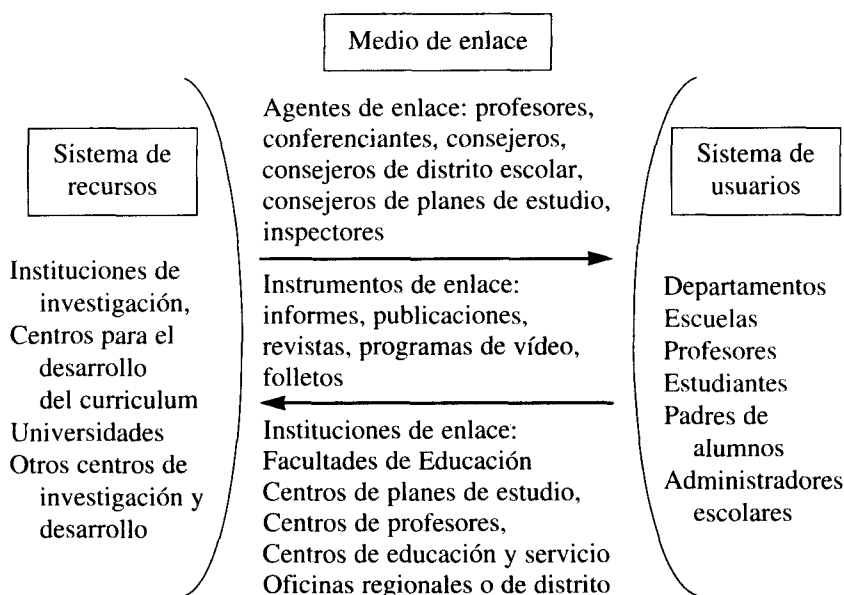 Medio de enlace
Sistema de
recursos
Instituciones de
investigación,
Centros para el
desarrollo
del curriculum
Universidades
Otros centros de
investigación y
desarrollo
Agentes de enlace: profesores,
conferenciantes, consejeros,
consejeros de distrito escolar,
consejeros de planes de estudio,
inspectores
Instrumentos de enlace:
informes, publicaciones,
revistas, programas de vídeo,
folletos
Instituciones de enlace:
Facultades de Educación
Centros de planes de estudio,
Centros de profesores,
Centros de educación y servicio
Oficinas regionales o de distrito
Sistema de
usuarios
Departamentos
Escuelas
Profesores
Estudiantes
Padres de
alumnos
Administradores
escolares